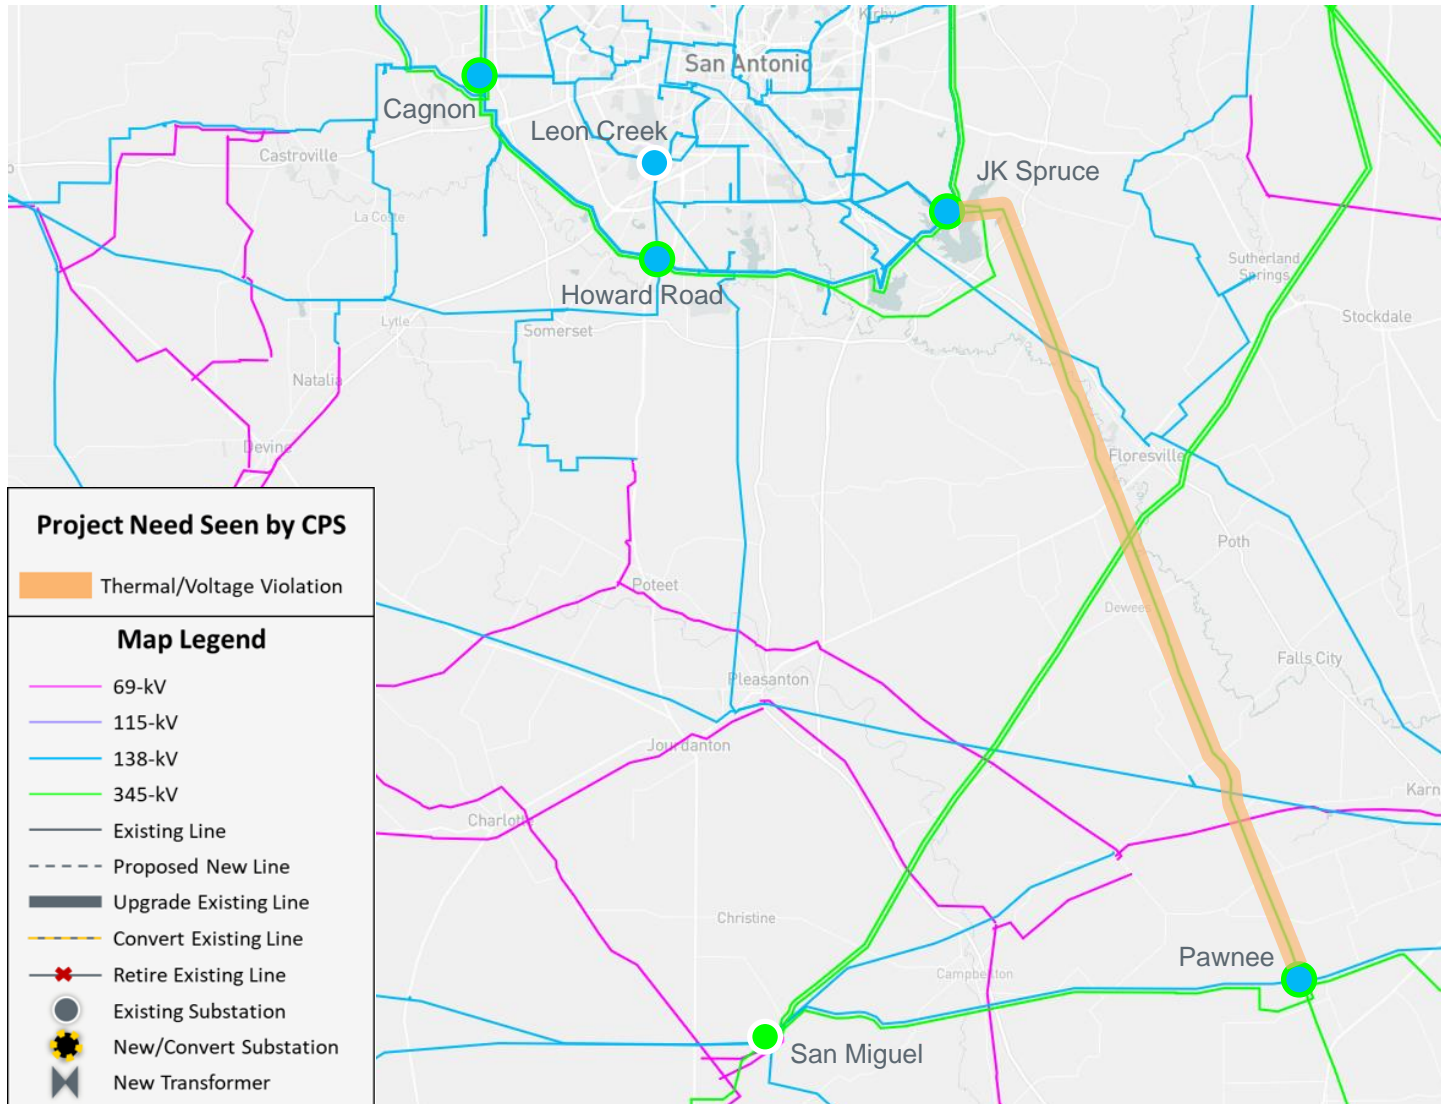 Kirby
San Antonio
Cagnon
Leon Creek
Castroville
JK Spruce
La Coste
Sutherland
Springs
Howard Road
Stockdale
Lytle
Somerset
Natalia
Devine
Floresville
Project Need Seen by CPS
Thermal/Voltage Violation
Poth
Poteet
Dewees
Map Legend
Falls City
69-kV
Pleasanton
115-kV
138-kV
Jourdanton
345-kV
Karn
Existing Line
Charlotte
Proposed New Line
Upgrade Existing Line
Christine
Convert Existing Line
Pawnee
Retire Existing Line
Campbellton
Existing Substation
New/Convert Substation
San Miguel
New Transformer